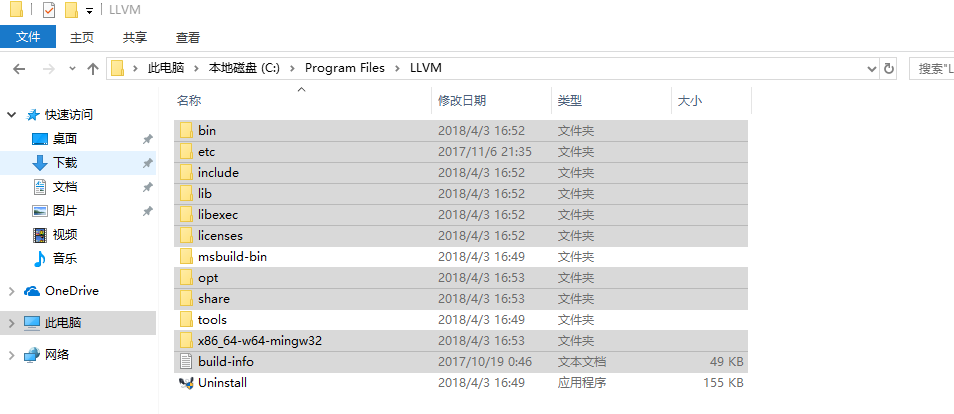 LLVM
文件 主页 共享 查看
此电脑 本地磁盘 (C:) Program Files LLVM 搜索"L
名称 修改日期 类型 大小
快速访问
桌面
下载
文档
图片
视频
音乐
OneDrive
此电脑
网络
bin 2018/4/3 16:52 文件夹
etc 2017/11/6 21:35 文件夹
include 2018/4/3 16:52 文件夹
lib 2018/4/3 16:52 文件夹
libexec 2018/4/3 16:52 文件夹
licenses 2018/4/3 16:52 文件夹
msbuild-bin 2018/4/3 16:49 文件夹
opt 2018/4/3 16:53 文件夹
share 2018/4/3 16:53 文件夹
tools 2018/4/3 16:49 文件夹
x86_64-w64-mingw32 2018/4/3 16:53 文件夹
build-info 2017/10/19 0:46 文本文档 49 KB
Uninstall 2018/4/3 16:49 应用程序 155 KB